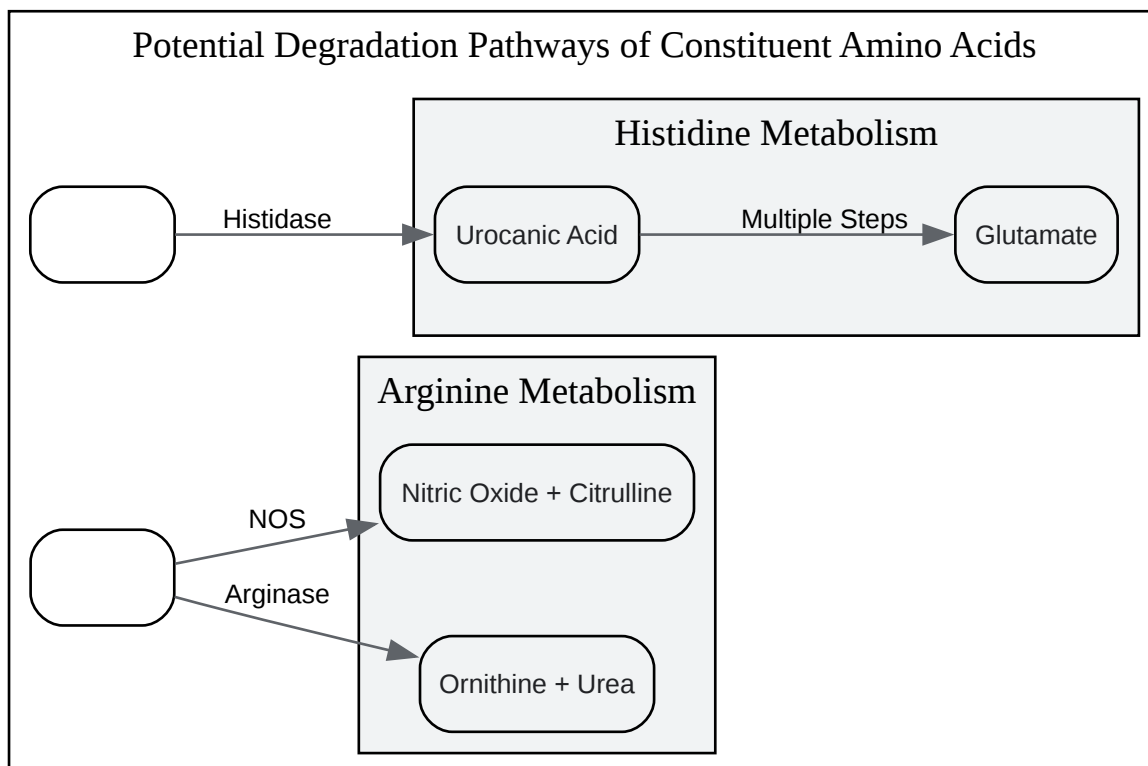 Potential Degradation Pathways of Constituent Amino Acids
Histidine Metabolism
Histidase
Urocanic Acid
Multiple Steps
Glutamate
Arginine Metabolism
Nitric Oxide + Citrulline
NOS
Arginase
Ornithine + Urea